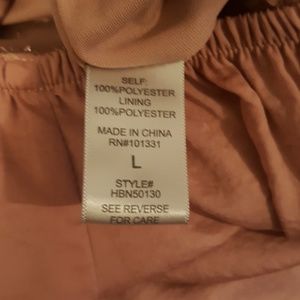 SELF:
100%POLYESTER
LINING
100%POLYESTER
MADE IN CHINA
RN#101331
L
STYLE#
HBN50130
SEE REVERSE
FOR CARE